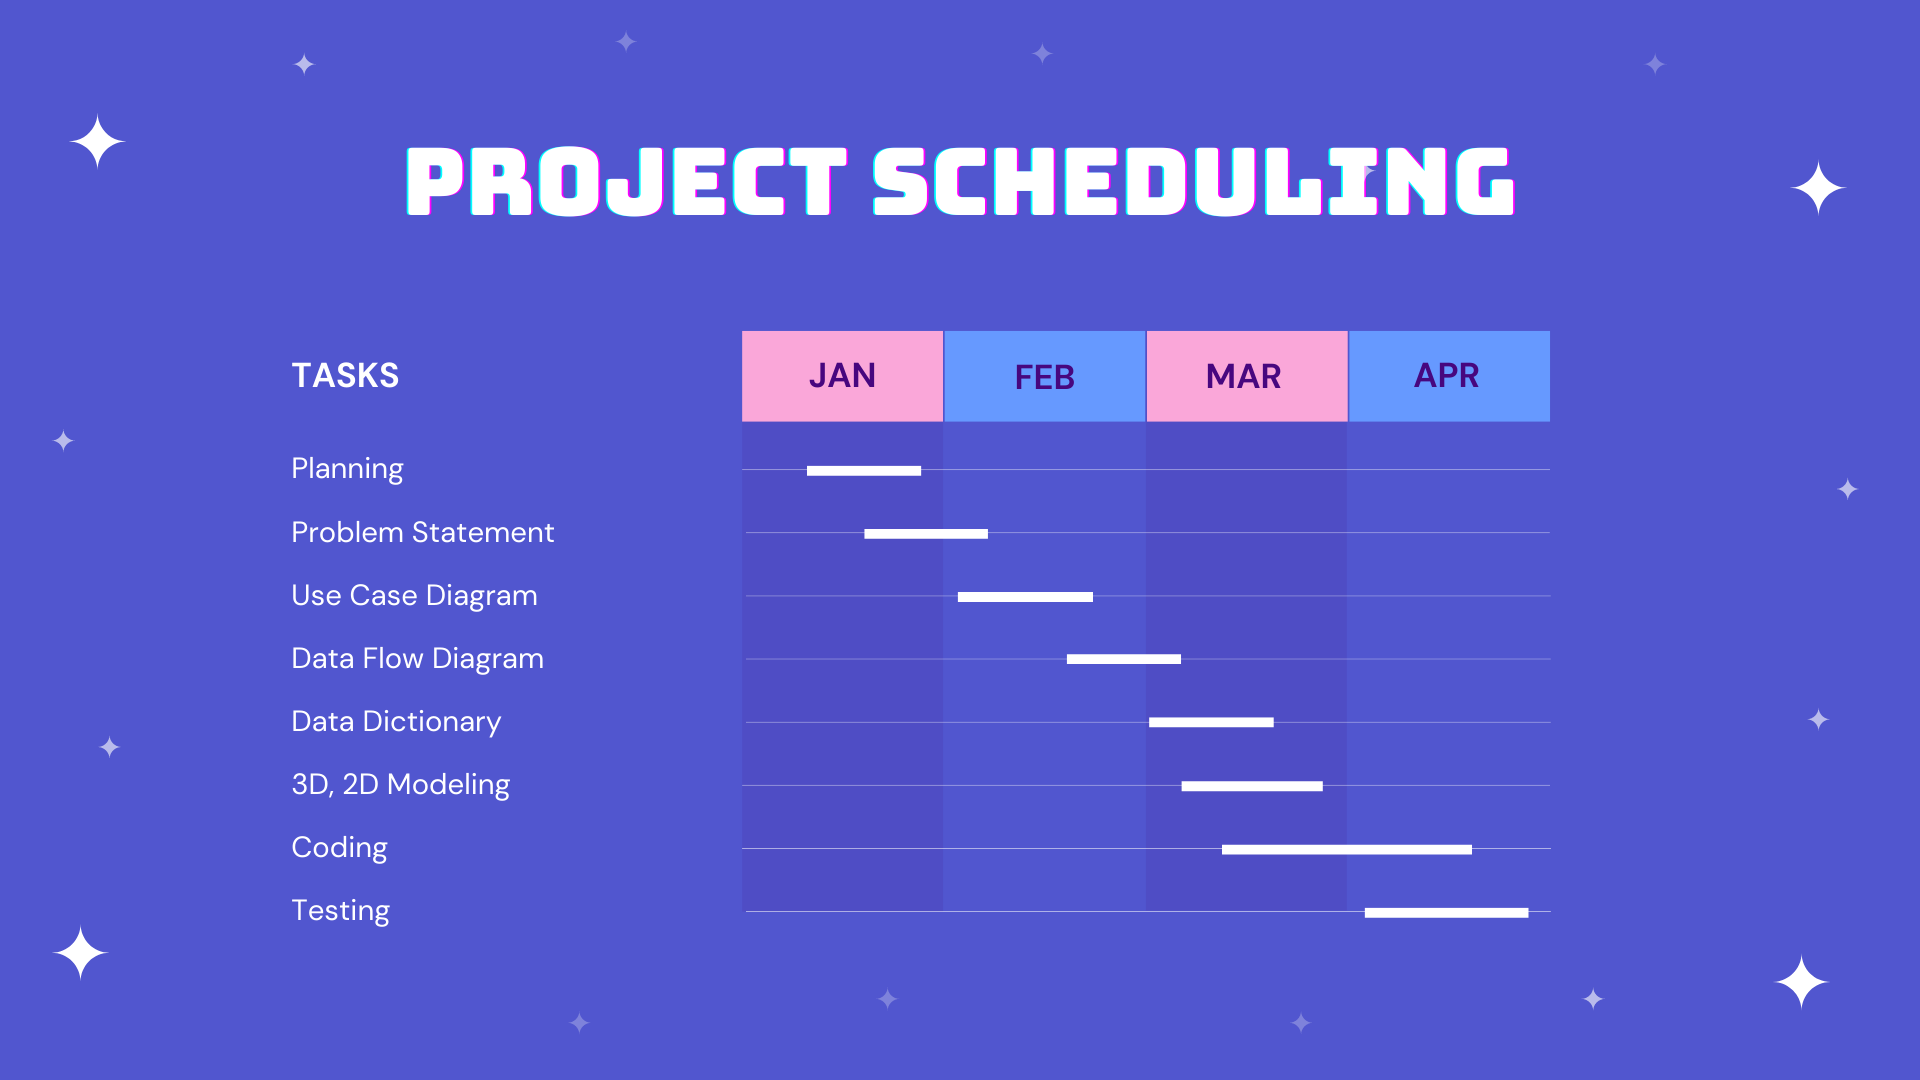 PROJECT SCHEDULING
TASKS JAN FEB MAR APR
Planning
Problem Statement
Use Case Diagram
Data Flow Diagram
Data Dictionary
3D, 2D Modeling
Coding
Testing